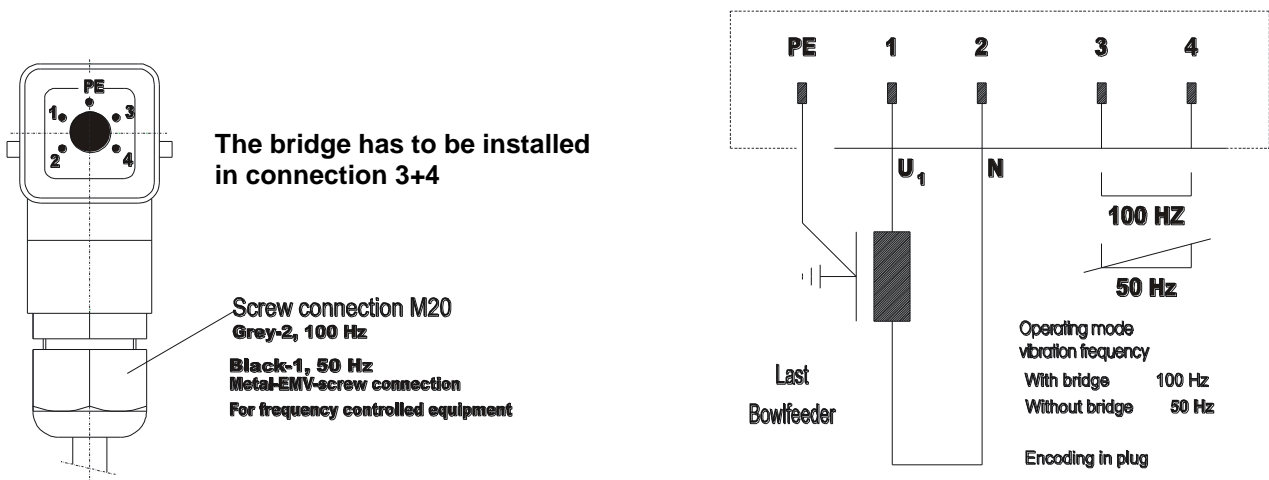 PE
1
3
2
4
The bridge has to be installed
in connection 3+4
Screw connection M20
Grey-2, 100 Hz
Black-1, 50 Hz
Metal-EMV-screw connection
For frequency controlled equipment
PE 1 2 3 4
U1 N
100 HZ
50 Hz
Last
Bowlfeeder
Operating mode
vibration frequency
With bridge 100 Hz
Without bridge 50 Hz
Encoding in plug